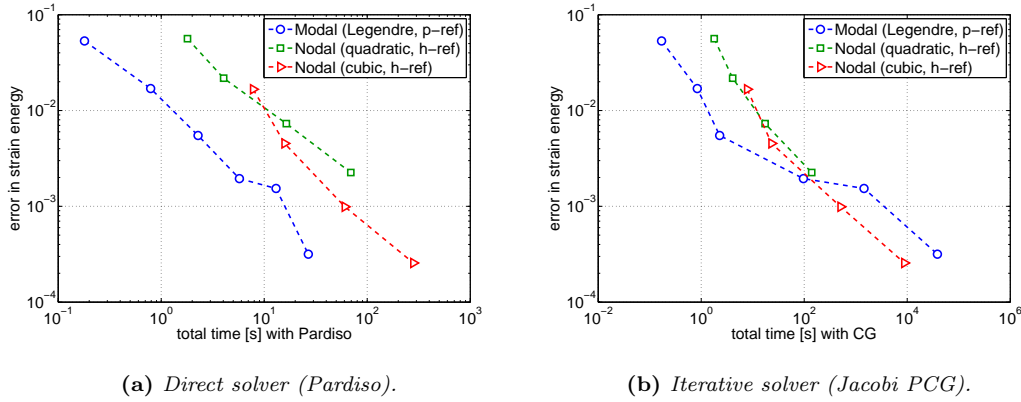 10^-1
10^-2
10^-3
10^-4
error in strain energy
Modal (Legendre, p-ref)
Nodal (quadratic, h-ref)
Nodal (cubic, h-ref)
10^-1 10^0 10^1 10^2 10^3
total time [s] with Pardiso
(a) Direct solver (Pardiso).
10^-1
10^-2
10^-3
10^-4
error in strain energy
Modal (Legendre, p-ref)
Nodal (quadratic, h-ref)
Nodal (cubic, h-ref)
10^-2 10^0 10^2 10^4 10^6
total time [s] with CG
(b) Iterative solver (Jacobi PCG).